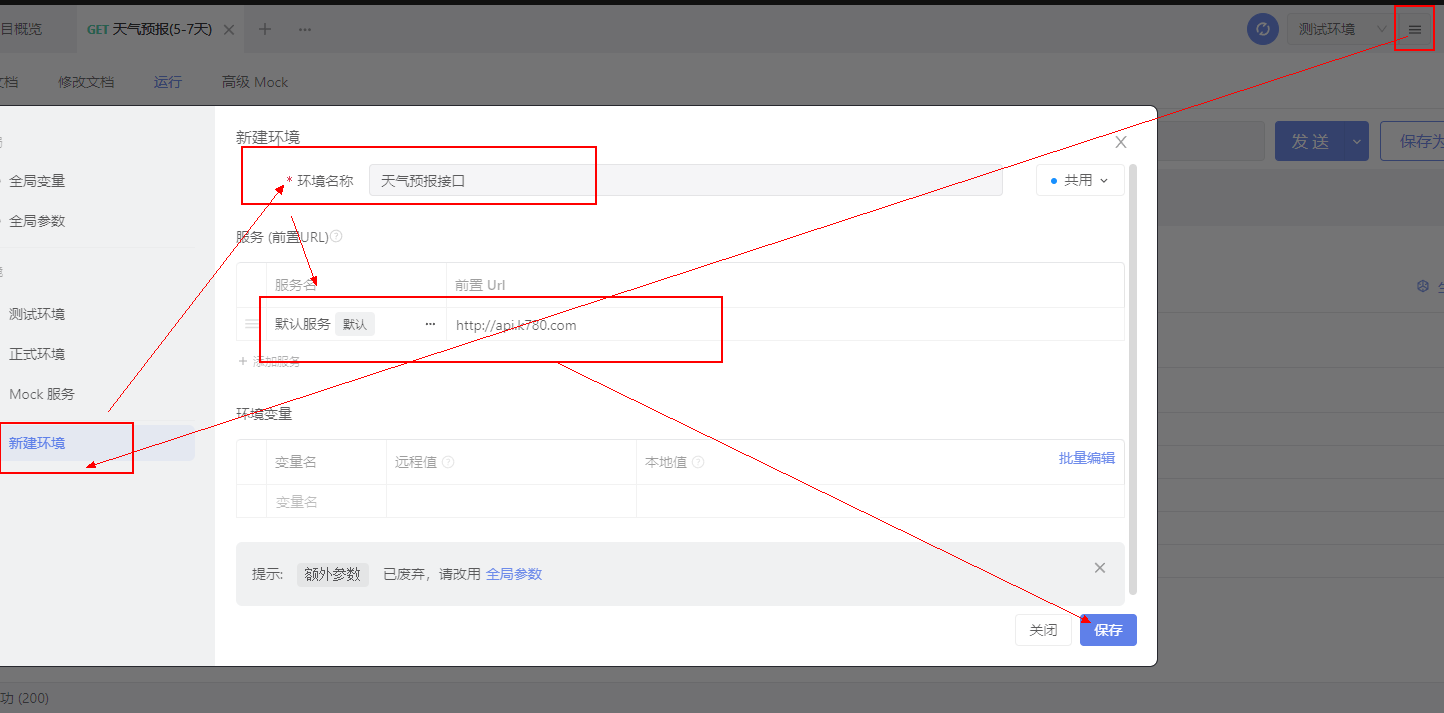 目概览
GET 天气预报(5-7天)
测试环境
文档 修改文档 运行 高级 Mock
发 送
保存为
新建环境
* 环境名称 天气预报接口 共用
全局变量
全局参数
服务 (前置URL)
服务名 前置 Url
默认服务 默认 http://api.k780.com
+ 添加服务
测试环境
正式环境
Mock 服务
新建环境
环境变量
变量名 远程值 本地值 批量编辑
变量名
提示: 额外参数 已废弃，请改用 全局参数
关闭 保存
功 (200)